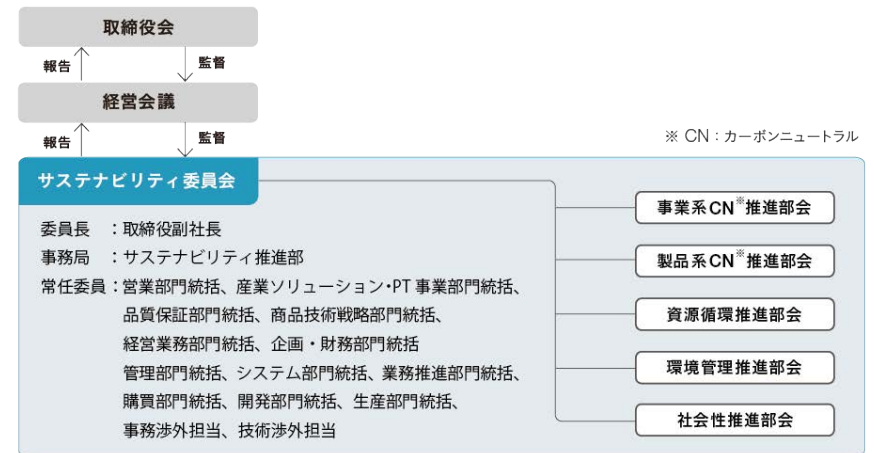 取締役会
報告
監督
経営会議
報告
監督
※ CN：カーボンニュートラル
サステナビリティ委員会
委員長　：取締役副社長
事務局　：サステナビリティ推進部
常任委員：営業部門統括、産業ソリューション・PT 事業部門統括、
品質保証部門統括、商品技術戦略部門統括、
経営業務部門統括、企画・財務部門統括
管理部門統括、システム部門統括、業務推進部門統括、
購買部門統括、開発部門統括、生産部門統括、
事務渉外担当、技術渉外担当
事業系CN※推進部会
製品系CN※推進部会
資源循環推進部会
環境管理推進部会
社会性推進部会